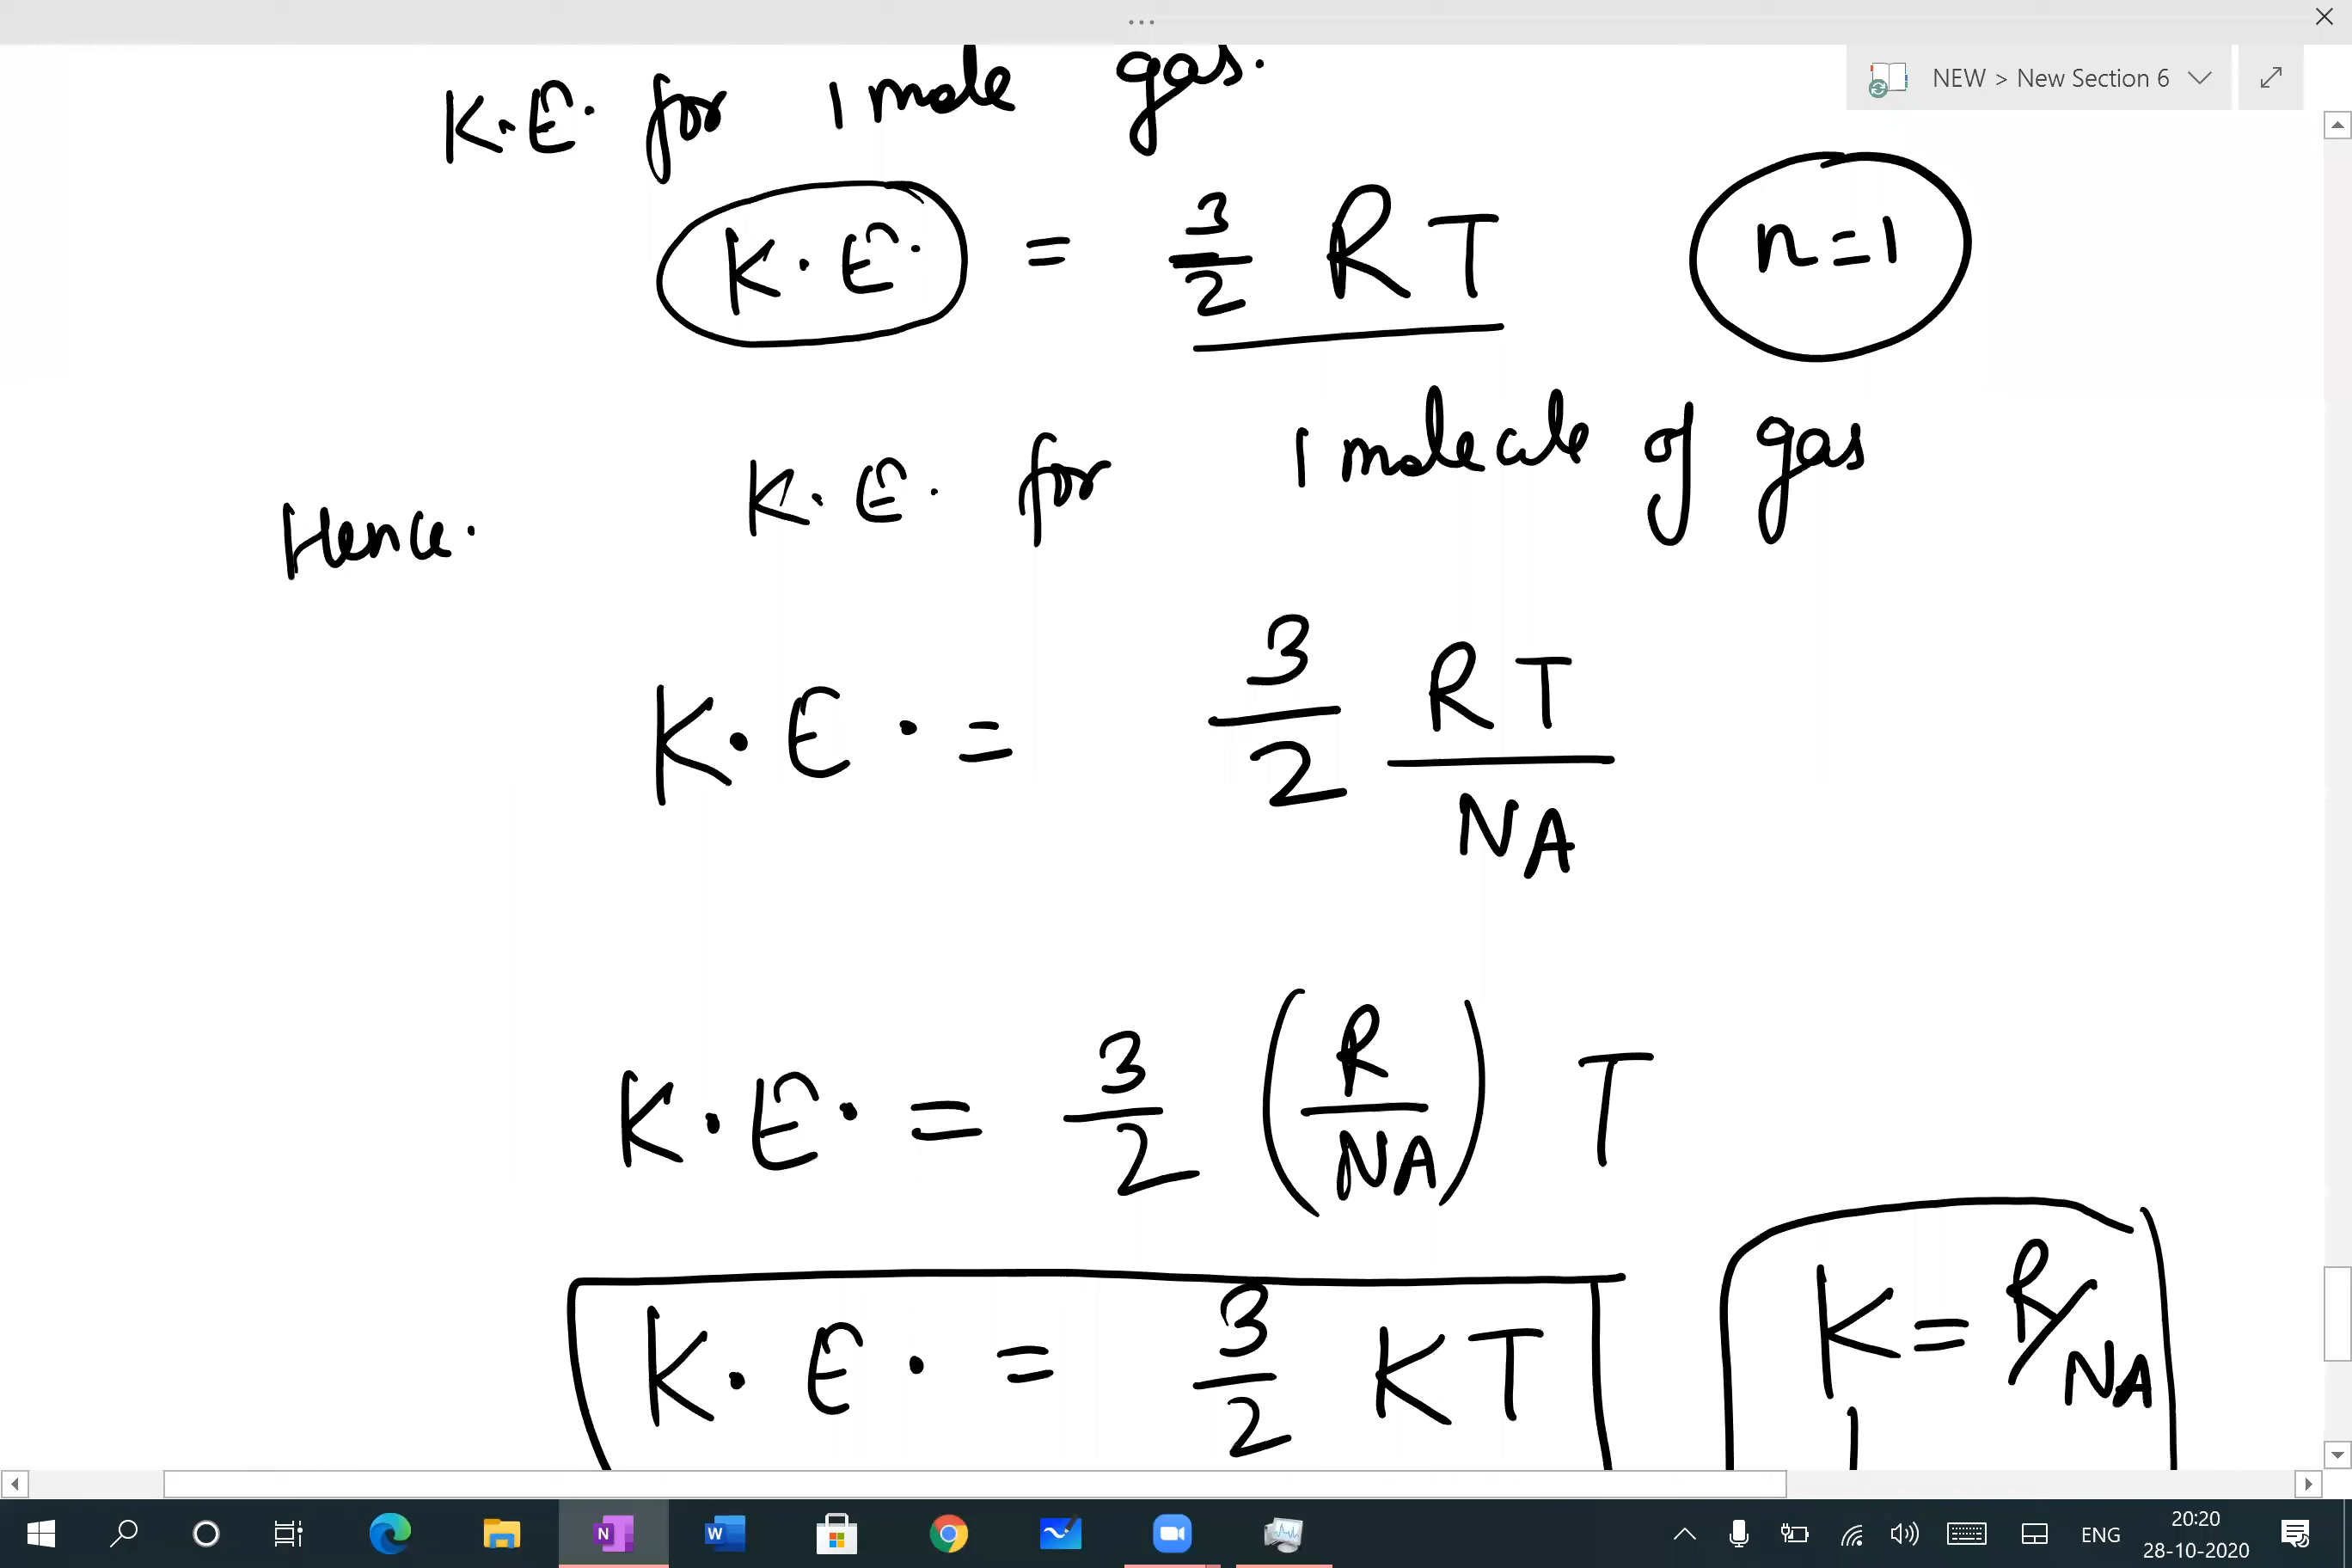 ...
NEW > New Section 6
K.E. for 1 mole gas.
K.E. = 3/2 RT
n=1
K.E. for 1 molecule of gas
Hence.
K.E. = 3/2 RT/NA
K.E. = 3/2 (R/NA) T
K.E. = 3/2 KT
K = R/NA
ENG
20:20
28-10-2020